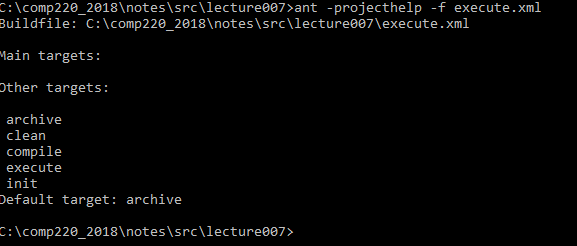 C:\comp220_2018\notes\src\lecture007>ant -projecthelp -f execute.xml
Buildfile: C:\comp220_2018\notes\src\lecture007\execute.xml
Main targets:
Other targets:
archive
clean
compile
execute
init
Default target: archive
C:\comp220_2018\notes\src\lecture007>